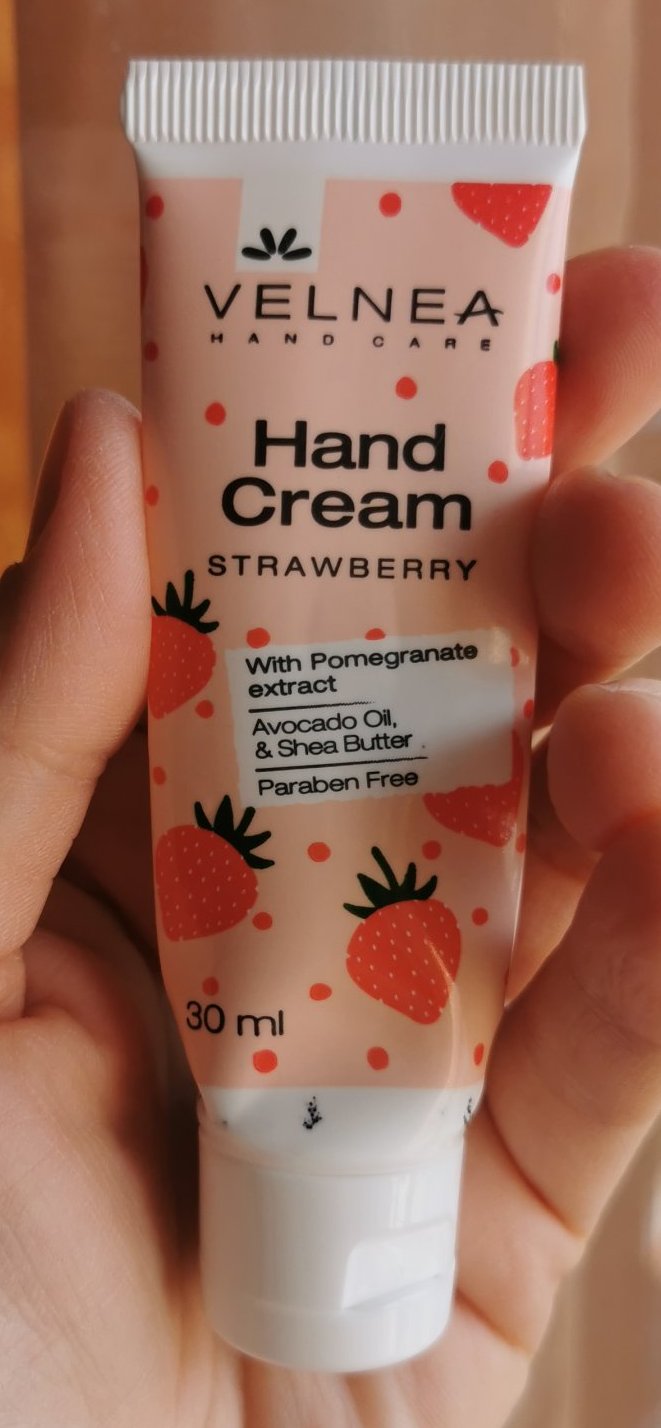 VELNEA
HAND CARE
Hand
Cream
STRAWBERRY
With Pomegranate
extract
Avocado Oil,
& Shea Butter
Paraben Free
30 ml